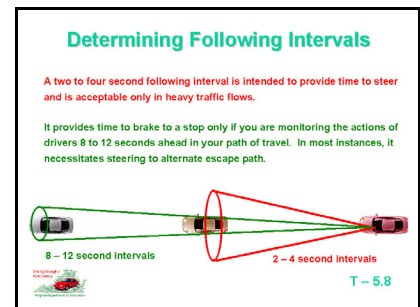 Determining Following Intervals
A two to four second following interval is intended to provide time to steer
and is acceptable only in heavy traffic flows.
It provides time to brake to a stop only if you are monitoring the actions of
drivers 8 to 12 seconds ahead in your path of travel. In most instances, it
necessitates steering to alternate escape path.
8 – 12 second intervals
2 – 4 second intervals
T – 5.8